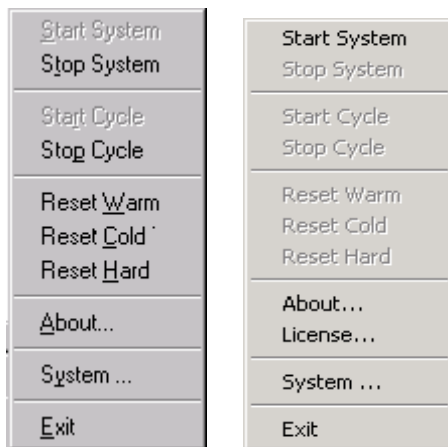 Start System
Stop System
Start Cycle
Stop Cycle
Reset Warm
Reset Cold
Reset Hard
About...
System ...
Exit
Start System
Stop System
Start Cycle
Stop Cycle
Reset Warm
Reset Cold
Reset Hard
About...
License...
System ...
Exit